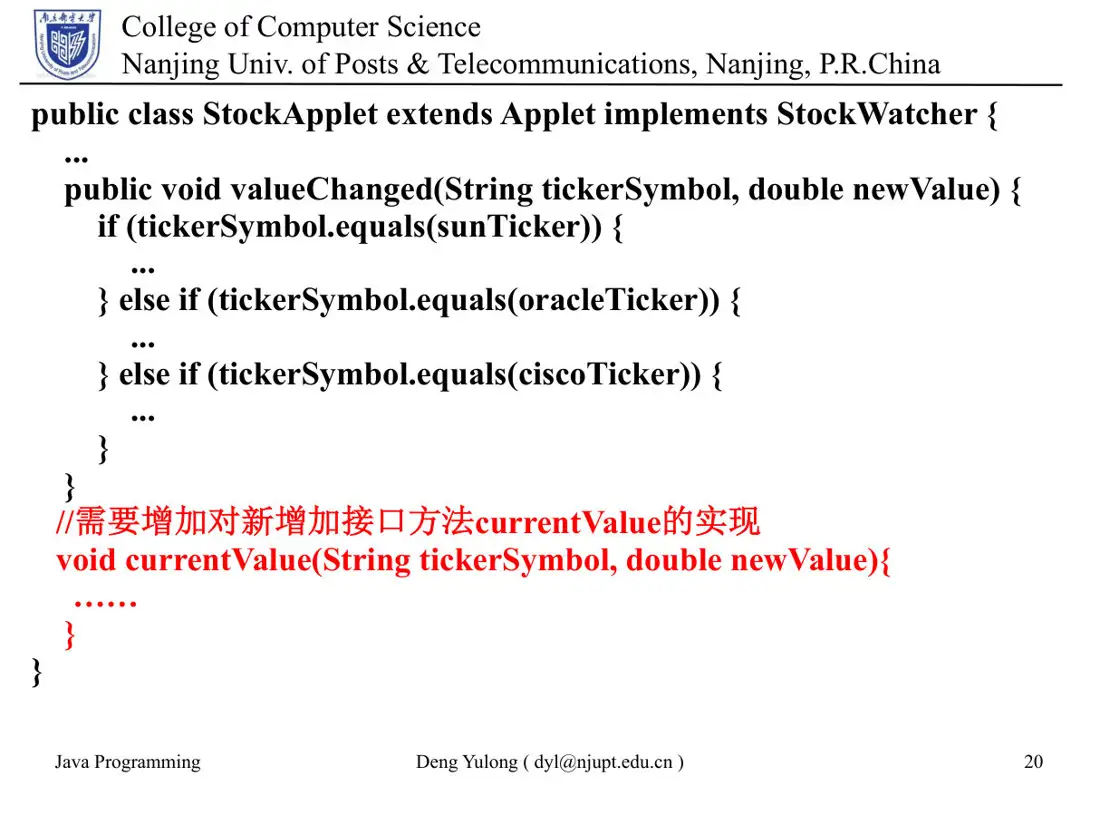 College of Computer Science
Nanjing Univ. of Posts & Telecommunications, Nanjing, P.R.China
public class StockApplet extends Applet implements StockWatcher {
...
public void valueChanged(String tickerSymbol, double newValue) {
if (tickerSymbol.equals(sunTicker)) {
...
} else if (tickerSymbol.equals(oracleTicker)) {
...
} else if (tickerSymbol.equals(ciscoTicker)) {
...
}
}
//需要增加对新增加接口方法currentValue的实现
void currentValue(String tickerSymbol, double newValue){
……
}
}
Java Programming
Deng Yulong ( dyl@njupt.edu.cn )
20